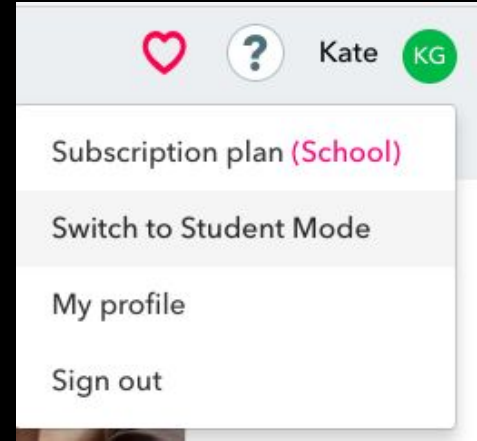 ? Kate KG
Subscription plan (School)
Switch to Student Mode
My profile
Sign out